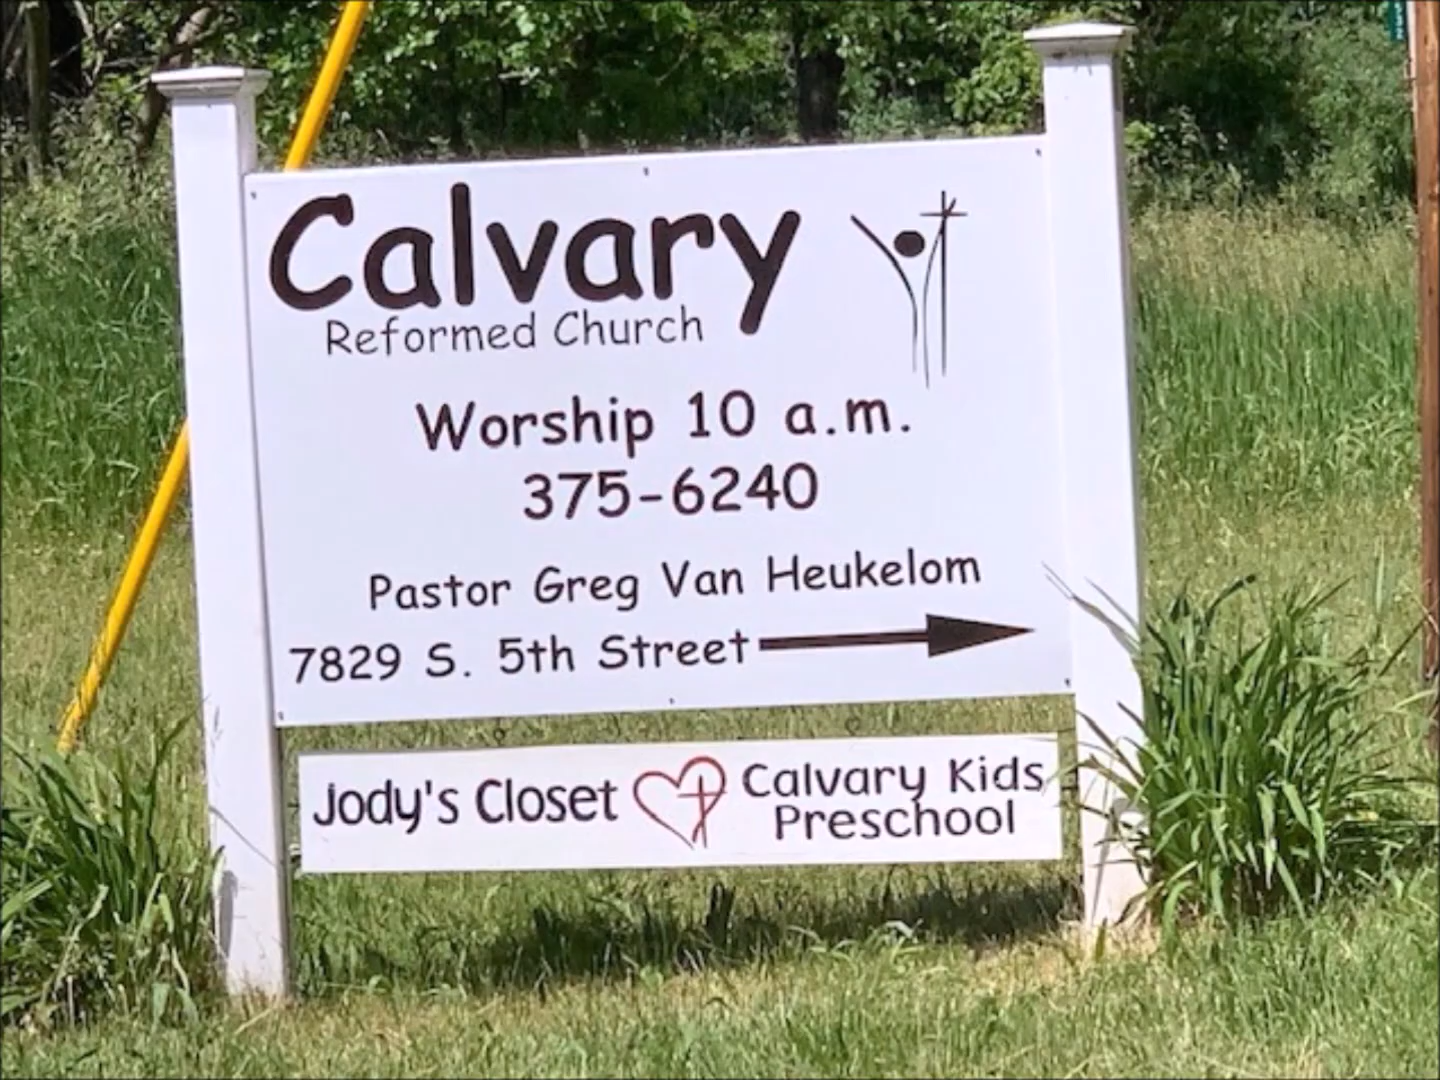 Calvary
Reformed Church
Worship 10 a.m.
375-6240
Pastor Greg Van Heukelom
7829 S. 5th Street
Jody's Closet
Calvary Kids
Preschool